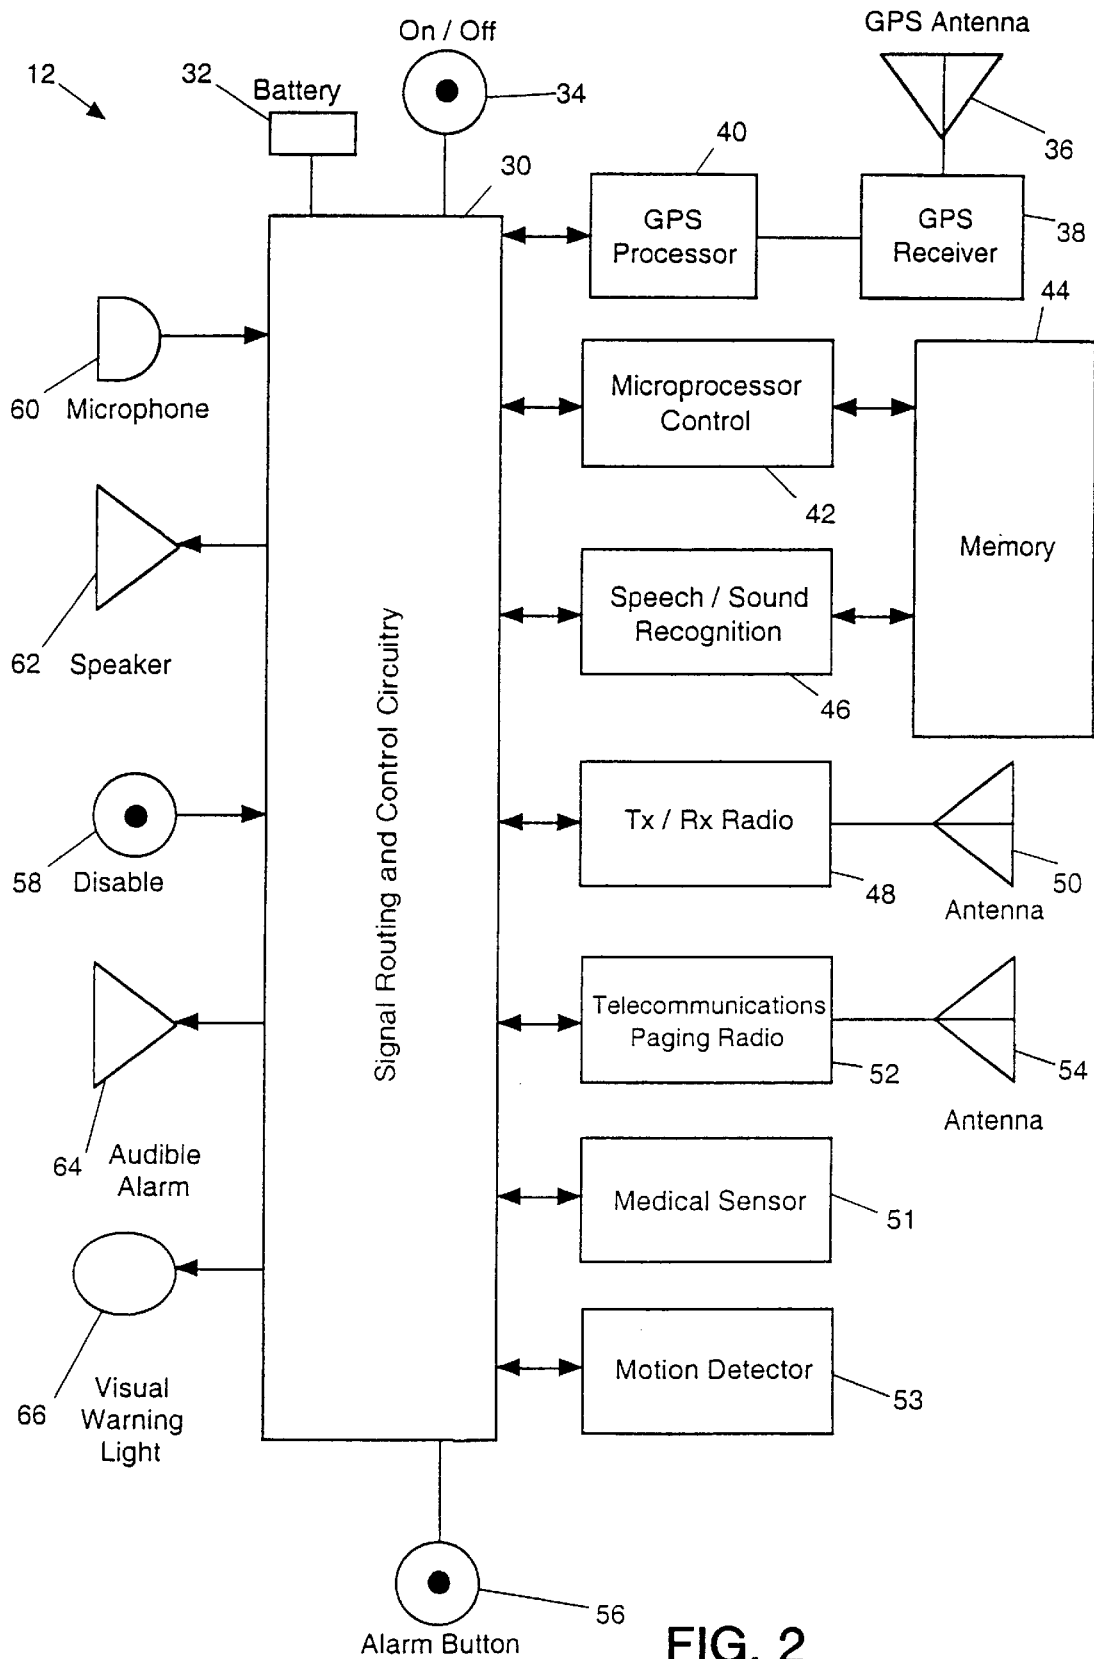 On / Off
GPS Antenna
12
32
Battery
34
36
40
30
GPS
Processor
GPS
Receiver
38
44
60
Microphone
Microprocessor
Control
42
Memory
Speech / Sound
Recognition
46
62
Speaker
Signal Routing and Control Circuitry
Tx / Rx Radio
48
50
Antenna
58
Disable
Telecommunications
Paging Radio
52
54
Antenna
64
Audible
Alarm
Medical Sensor
51
Motion Detector
53
66
Visual
Warning
Light
56
Alarm Button
FIG. 2